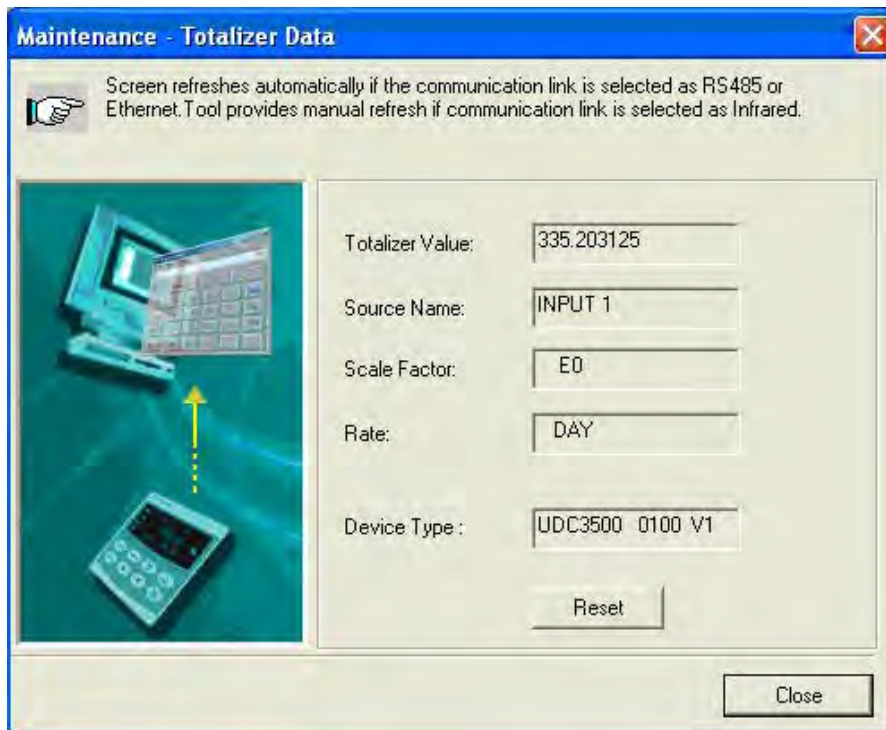 Maintenance - Totalizer Data
Screen refreshes automatically if the communication link is selected as RS485 or
Ethernet.Tool provides manual refresh if communication link is selected as Infrared.
Totalizer Value: 335.203125
Source Name: INPUT 1
Scale Factor: E0
Rate: DAY
Device Type : UDC3500 0100 V1
Reset
Close